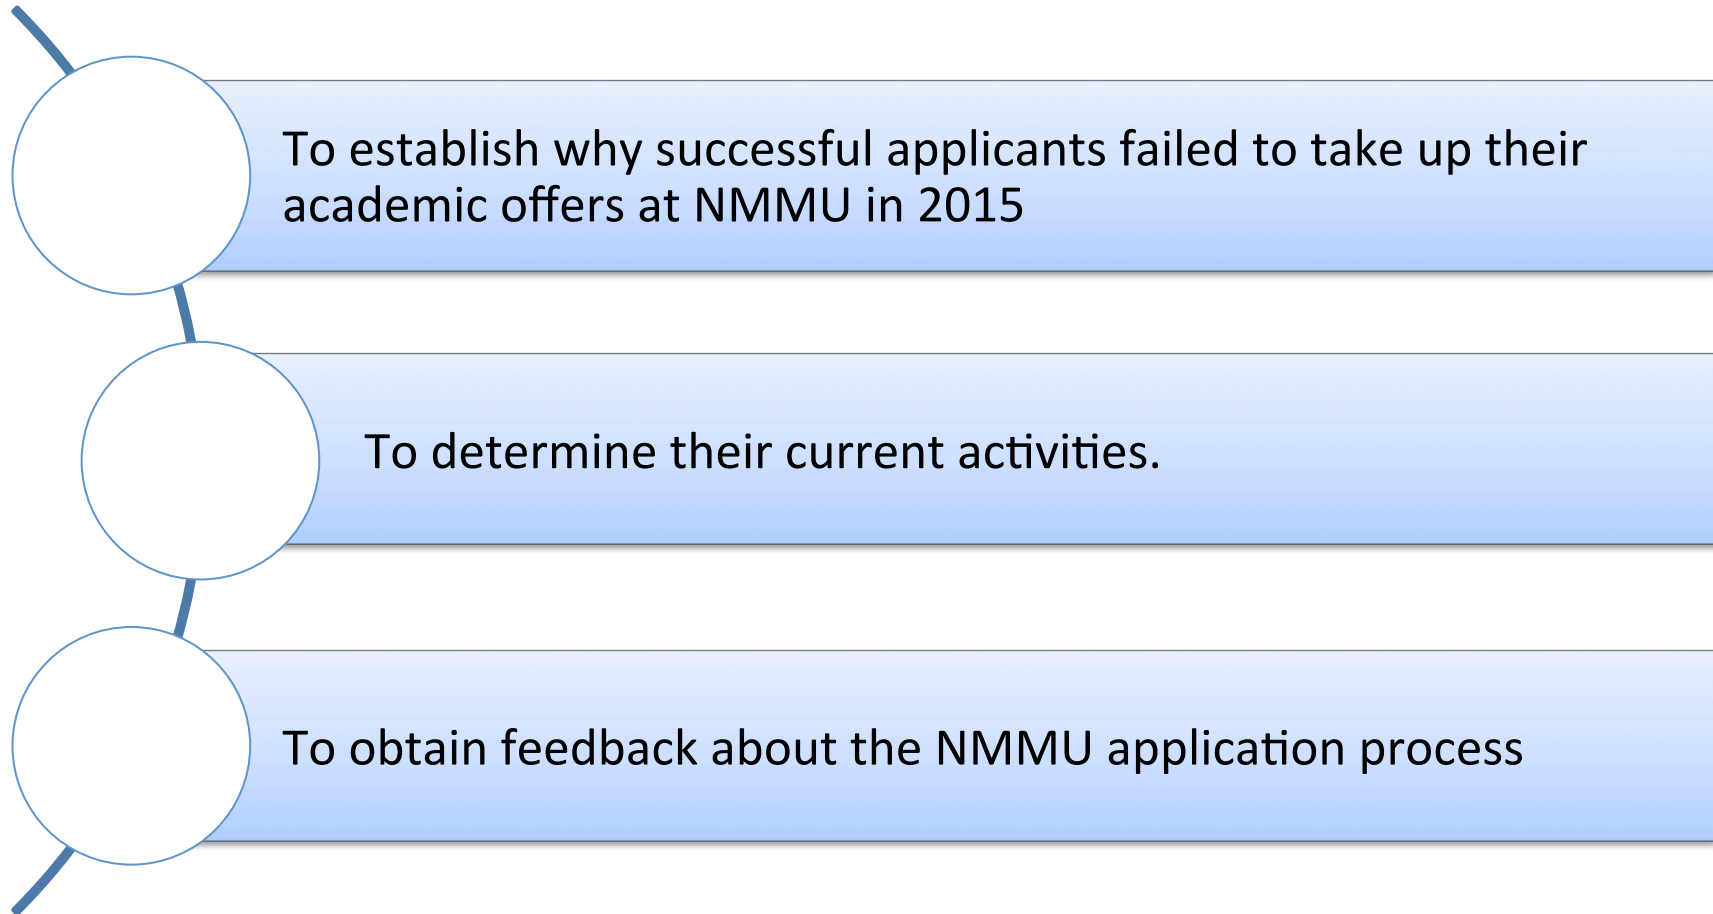 To establish why successful applicants failed to take up their
academic offers at NMMU in 2015
To determine their current activities.
To obtain feedback about the NMMU application process